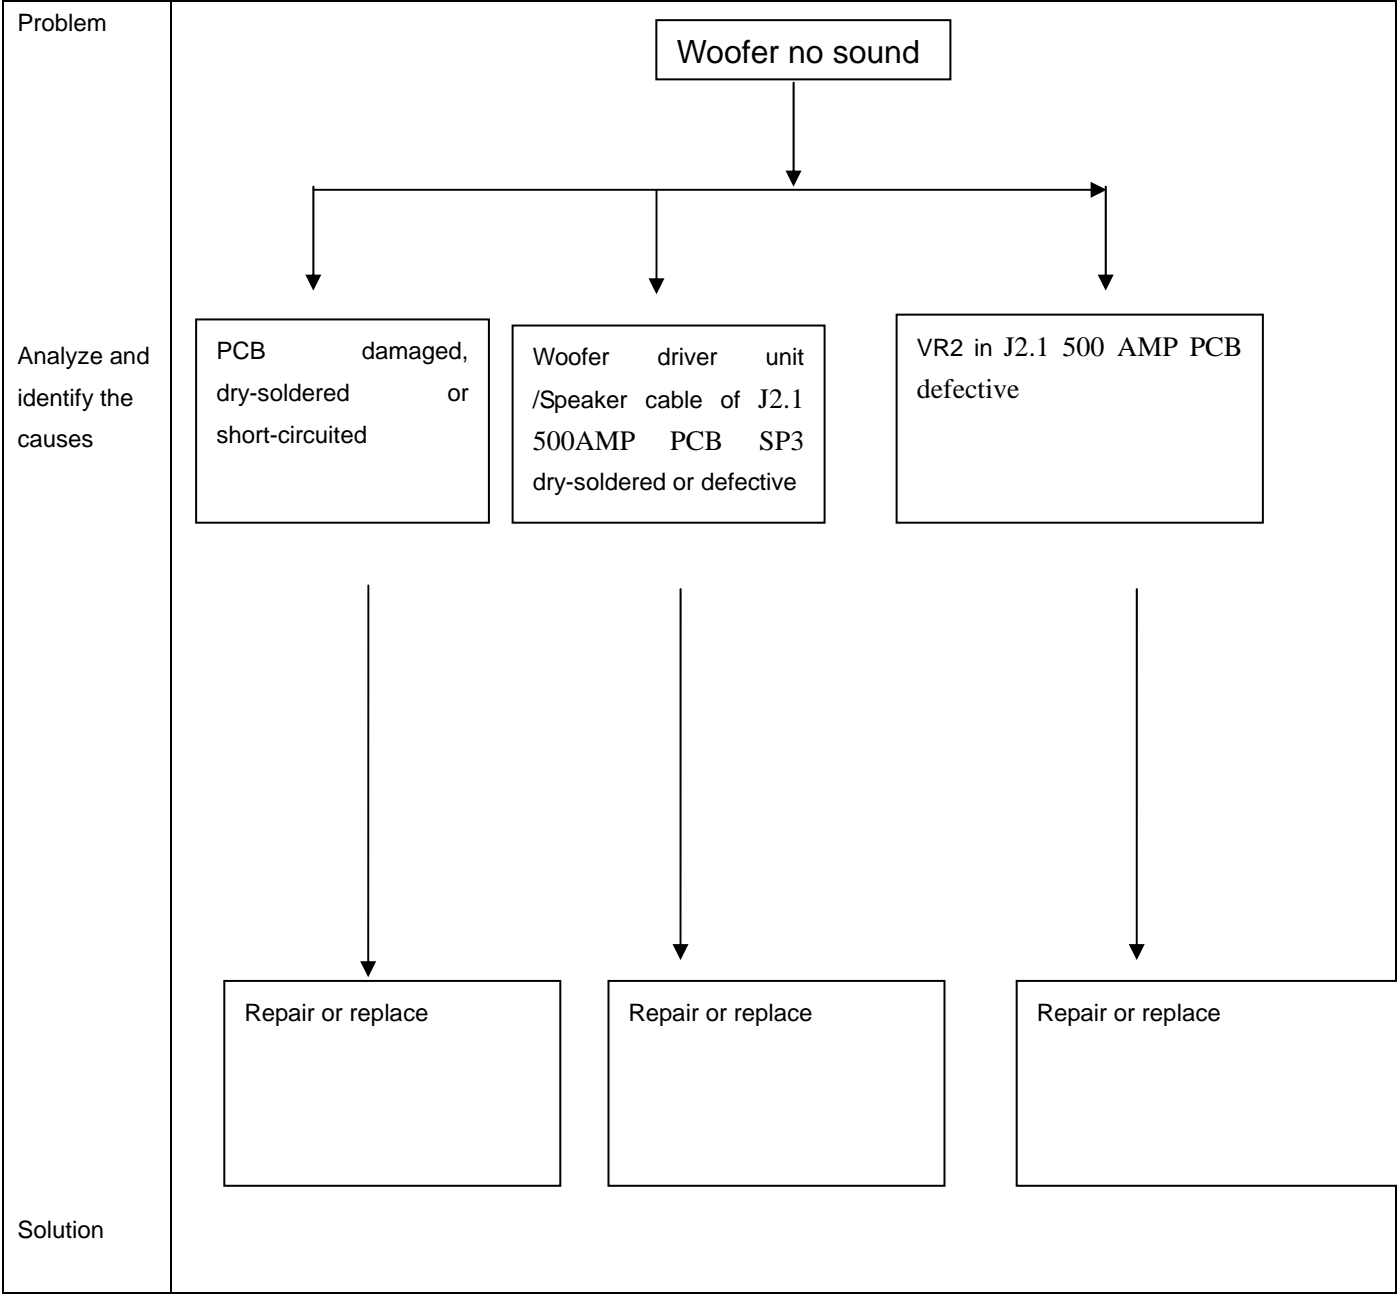 Problem
Woofer no sound
Analyze and
identify the
causes
PCB damaged,
dry-soldered or
short-circuited
Woofer driver unit
/Speaker cable of J2.1
500AMP PCB SP3
dry-soldered or defective
VR2 in J2.1 500 AMP PCB
defective
Repair or replace
Repair or replace
Repair or replace
Solution